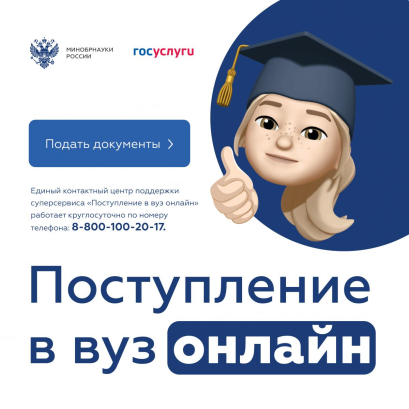 МИНОБРНАУКИ
РОССИИ
госуслуги
Подать документы
Единый контактный центр поддержки
суперсервиса «Поступление в вуз онлайн»
работает круглосуточно по номеру
телефона: 8-800-100-20-17.
Поступление
в вуз онлайн